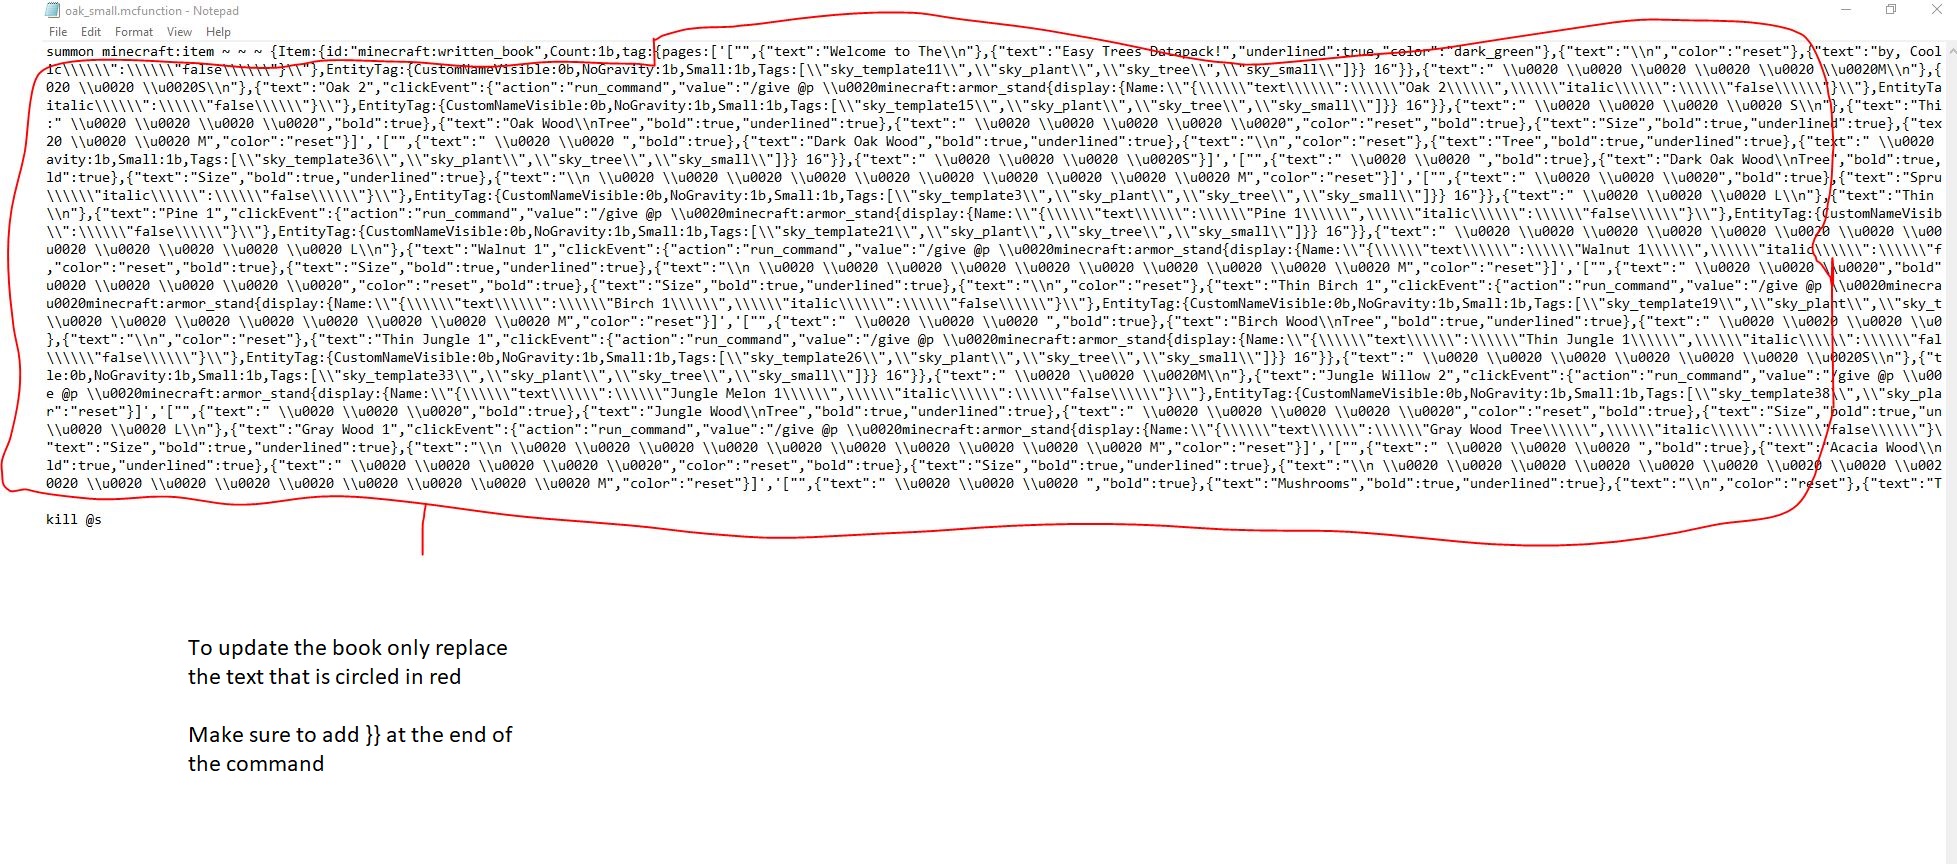 oak_small.mcfunction - Notepad
File Edit Format View Help
summon minecraft:item ~ ~ ~ {Item:{id:"minecraft:written_book",Count:1b,tag:{pages:['["",{"text":"Welcome to The\\n"},{"text":"Easy Trees Datapack!","underlined":true,"color":"dark_green"},{"text":"\\n","color":"reset"},{"text":"by, Cool
ic\\\\\\":\\\\\\"false\\\\\\"}\\"},EntityTag:{CustomNameVisible:0b,NoGravity:1b,Small:1b,Tags:[\\"sky_template11\\",\\"sky_plant\\",\\"sky_tree\\",\\"sky_small\\"]}} 16"}},{"text":" \\u0020 \\u0020 \\u0020 \\u0020 \\u0020 \\u0020M\\n"},{
020 \\u0020 \\u0020S\\n"},{"text":"Oak 2","clickEvent":{"action":"run_command","value":"/give @p \\u0020minecraft:armor_stand{display:{Name:\\"{\\\\\\"text\\\\\\":\\\\\\"Oak 2\\\\\\",\\\\\\"italic\\\\\\":\\\\\\"false\\\\\\"}\\"},EntityTa
italic\\\\\\":\\\\\\"false\\\\\\"}\\"},EntityTag:{CustomNameVisible:0b,NoGravity:1b,Small:1b,Tags:[\\"sky_template15\\",\\"sky_plant\\",\\"sky_tree\\",\\"sky_small\\"]}} 16"}},{"text":" \\u0020 \\u0020 \\u0020 \\u0020 \\u0020 S\\n"},{"text":"Thi
:" \\u0020 \\u0020 \\u0020 \\u0020","bold":true},{"text":"Oak Wood\\nTree","bold":true,"underlined":true},{"text":" \\u0020 \\u0020 \\u0020 \\u0020 \\u0020 \\u0020","color":"reset","bold":true},{"text":"Size","bold":true,"underlined":true},{"tex
20 \\u0020 \\u0020 M","color":"reset"}]','["",{"text":" \\u0020 \\u0020 "},{"text":"Dark Oak Wood","bold":true,"underlined":true},{"text":"\\n","color":"reset"},{"text":"Tree","bold":true,"underlined":true},{"text":" \\u0020
avity:1b,Small:1b,Tags:[\\"sky_template36\\",\\"sky_plant\\",\\"sky_tree\\",\\"sky_small\\"]}} 16"}},{"text":" \\u0020 \\u0020 \\u0020 \\u0020S"}]','["",{"text":" \\u0020 \\u0020 ","bold":true},{"text":"Dark Oak Wood\\nTree","bold":true,
ld":true},{"text":"Size","bold":true,"underlined":true},{"text":"\\n \\u0020 \\u0020 \\u0020 \\u0020 \\u0020 \\u0020 \\u0020 \\u0020 \\u0020 \\u0020 M","color":"reset"}]','["",{"text":" \\u0020 \\u0020 \\u0020","bold":true},{"text":"Spru
\\\\\\"italic\\\\\\":\\\\\\"false\\\\\\"}\\"},EntityTag:{CustomNameVisible:0b,NoGravity:1b,Small:1b,Tags:[\\"sky_template3\\",\\"sky_plant\\",\\"sky_tree\\",\\"sky_small\\"]}} 16"}},{"text":" \\u0020 \\u0020 L\\n"},{"text":"Thin
\\n"},{"text":"Pine 1","clickEvent":{"action":"run_command","value":"/give @p \\u0020minecraft:armor_stand{display:{Name:\\"{\\\\\\"text\\\\\\":\\\\\\"Pine 1\\\\\\",\\\\\\"italic\\\\\\":\\\\\\"false\\\\\\"}\\"},EntityTag:{CustomNameVisib
\\":\\\\\\"false\\\\\\"}\\"},EntityTag:{CustomNameVisible:0b,NoGravity:1b,Small:1b,Tags:[\\"sky_template21\\",\\"sky_plant\\",\\"sky_tree\\",\\"sky_small\\"]}} 16"}},{"text":" \\u0020 \\u0020 \\u0020 \\u0020 \\u0020 \\u0020 \\u0020 \\u00
u0020 \\u0020 \\u0020 \\u0020 \\u0020 L\\n"},{"text":"Walnut 1","clickEvent":{"action":"run_command","value":"/give @p \\u0020minecraft:armor_stand{display:{Name:\\"{\\\\\\"text\\\\\\":\\\\\\"Walnut 1\\\\\\",\\\\\\"italic\\\\\\":\\\\\\"f
,"color":"reset","bold":true},{"text":"Size","bold":true,"underlined":true},{"text":"\\n \\u0020 \\u0020 \\u0020 \\u0020 \\u0020 \\u0020 \\u0020 \\u0020 \\u0020 \\u0020 M","color":"reset"}]','["",{"text":" \\u0020 \\u0020 \\u0020","bold"
u0020 \\u0020 \\u0020 \\u0020 \\u0020","color":"reset","bold":true},{"text":"Size","bold":true,"underlined":true},{"text":"\\n","color":"reset"},{"text":"Thin Birch 1","clickEvent":{"action":"run_command","value":"/give @p \\u0020minecra
u0020minecraft:armor_stand{display:{Name:\\"{\\\\\\"text\\\\\\":\\\\\\"Birch 1\\\\\\",\\\\\\"italic\\\\\\":\\\\\\"false\\\\\\"}\\"},EntityTag:{CustomNameVisible:0b,NoGravity:1b,Small:1b,Tags:[\\"sky_template19\\",\\"sky_plant\\",\\"sky_t
\\u0020 \\u0020 \\u0020 \\u0020 \\u0020 \\u0020 \\u0020 \\u0020 M","color":"reset"}]','["",{"text":" \\u0020 \\u0020 \\u0020 ","bold":true},{"text":"Birch Wood\\nTree","bold":true,"underlined":true},{"text":" \\u0020 \\u0020 \\u0020 \\u0
},{"text":"\\n","color":"reset"},{"text":"Thin Jungle 1","clickEvent":{"action":"run_command","value":"/give @p \\u0020minecraft:armor_stand{display:{Name:\\"{\\\\\\"text\\\\\\":\\\\\\"Thin Jungle 1\\\\\\",\\\\\\"italic\\\\\\":\\\\\\"fal
\\\\\\"false\\\\\\"}\\"},EntityTag:{CustomNameVisible:0b,NoGravity:1b,Small:1b,Tags:[\\"sky_template26\\",\\"sky_plant\\",\\"sky_tree\\",\\"sky_small\\"]}} 16"}},{"text":" \\u0020 \\u0020 \\u0020 \\u0020 \\u0020 \\u0020S\\n"},{"t
le:0b,NoGravity:1b,Small:1b,Tags:[\\"sky_template33\\",\\"sky_plant\\",\\"sky_tree\\",\\"sky_small\\"]}} 16"}},{"text":" \\u0020 \\u0020 \\u0020M\\n"},{"text":"Jungle Willow 2","clickEvent":{"action":"run_command","value":"/give @p \\u00
e @p \\u0020minecraft:armor_stand{display:{Name:\\"{\\\\\\"text\\\\\\":\\\\\\"Jungle Melon 1\\\\\\",\\\\\\"italic\\\\\\":\\\\\\"false\\\\\\"}\\"},EntityTag:{CustomNameVisible:0b,NoGravity:1b,Small:1b,Tags:[\\"sky_template38\\",\\"sky_pla
r":"reset"}]','["",{"text":" \\u0020 \\u0020 \\u0020","bold":true},{"text":"Jungle Wood\\nTree","bold":true,"underlined":true},{"text":" \\u0020 \\u0020 \\u0020 \\u0020 \\u0020","color":"reset","bold":true},{"text":"Size","bold":true,"un
\\u0020 \\u0020 L\\n"},{"text":"Gray Wood 1","clickEvent":{"action":"run_command","value":"/give @p \\u0020minecraft:armor_stand{display:{Name:\\"{\\\\\\"text\\\\\\":\\\\\\"Gray Wood Tree\\\\\\",\\\\\\"italic\\\\\\":\\\\\\"false\\\\\\"}\
"text":"Size","bold":true,"underlined":true},{"text":"\\n \\u0020 \\u0020 \\u0020 \\u0020 \\u0020 \\u0020 \\u0020 \\u0020 \\u0020 \\u0020 M","color":"reset"}]','["",{"text":" \\u0020 \\u0020 \\u0020 ","bold":true},{"text":"Acacia Wood\\n
ld":true,"underlined":true},{"text":" \\u0020 \\u0020 \\u0020 \\u0020 \\u0020","color":"reset","bold":true},{"text":"Size","bold":true,"underlined":true},{"text":"\\n \\u0020 \\u0020 \\u0020 \\u0020 \\u0020 \\u0020 \\u0020 \\u0020 \\u002
0020 \\u0020 \\u0020 \\u0020 \\u0020 \\u0020 \\u0020 \\u0020 \\u0020 M","color":"reset"}]','["",{"text":" \\u0020 \\u0020 \\u0020 ","bold":true},{"text":"Mushrooms","bold":true,"underlined":true},{"text":"\\n","color":"reset"},{"text":"T
kill @s
To update the book only replace
the text that is circled in red
Make sure to add }} at the end of
the command